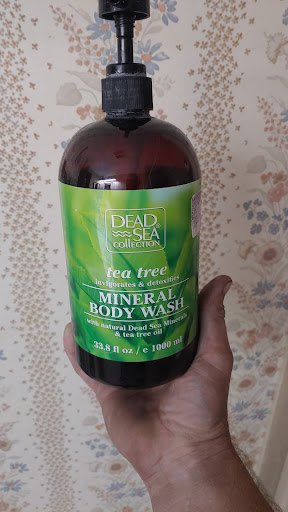 DEAD
SEA
COLLECTION
tea tree
invigorates & detoxifies
MINERAL
BODY WASH
with natural Dead Sea Minerals
& tea tree oil
33.8 fl oz / e 1000 ml